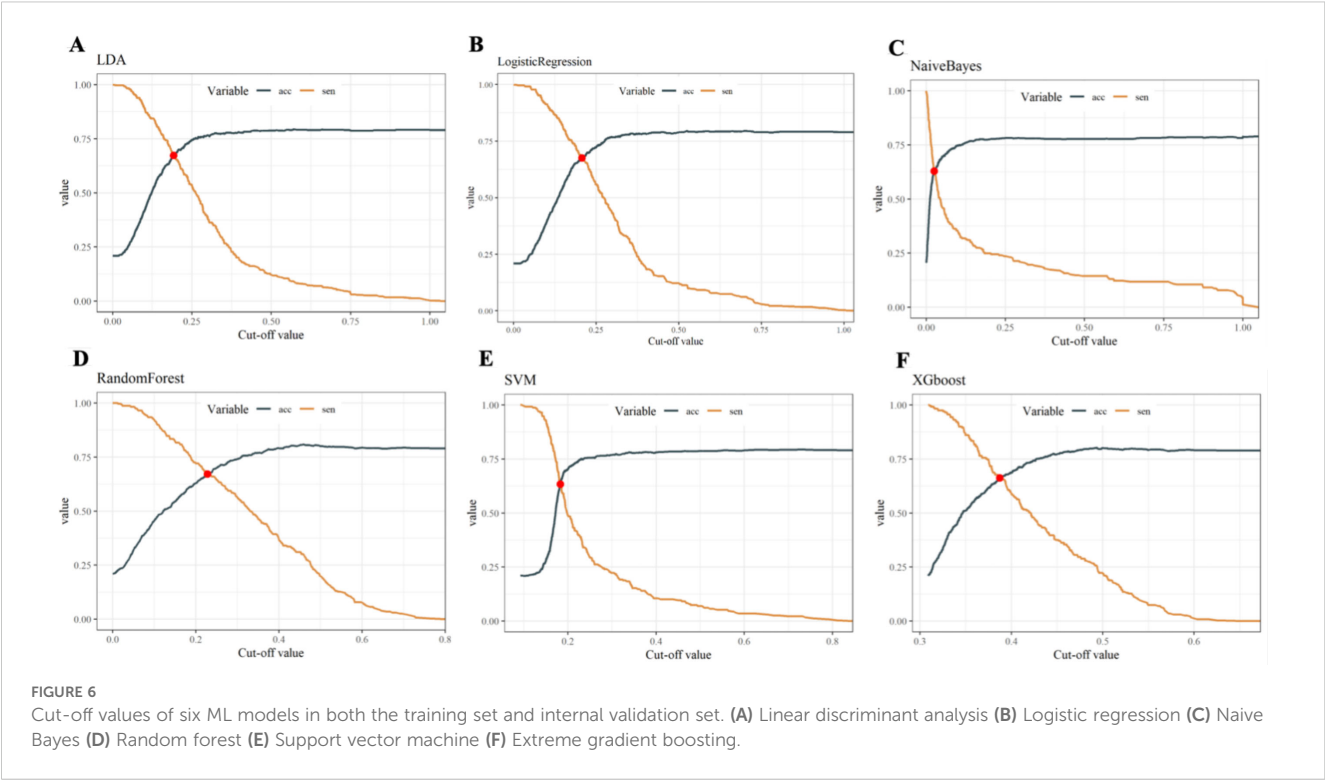 A
LDA
Variable acc sen
1.00
0.75
0.50
0.25
0.00
value
0.00 0.25 0.50 0.75 1.00
Cut-off value
B
LogisticRegression
Variable acc sen
1.00
0.75
0.50
0.25
0.00
value
0.00 0.25 0.50 0.75 1.00
Cut-off value
C
NaiveBayes
Variable acc sen
1.00
0.75
0.50
0.25
0.00
value
0.00 0.25 0.50 0.75 1.00
Cut-off value
D
RandomForest
Variable acc sen
1.00
0.75
0.50
0.25
0.00
value
0.0 0.2 0.4 0.6 0.8
Cut-off value
E
SVM
Variable acc sen
1.00
0.75
0.50
0.25
0.00
value
0.2 0.4 0.6 0.8
Cut-off value
F
XGboost
Variable acc sen
1.00
0.75
0.50
0.25
0.00
value
0.3 0.4 0.5 0.6
Cut-off value
FIGURE 6
Cut-off values of six ML models in both the training set and internal validation set. (A) Linear discriminant analysis (B) Logistic regression (C) Naive
Bayes (D) Random forest (E) Support vector machine (F) Extreme gradient boosting.